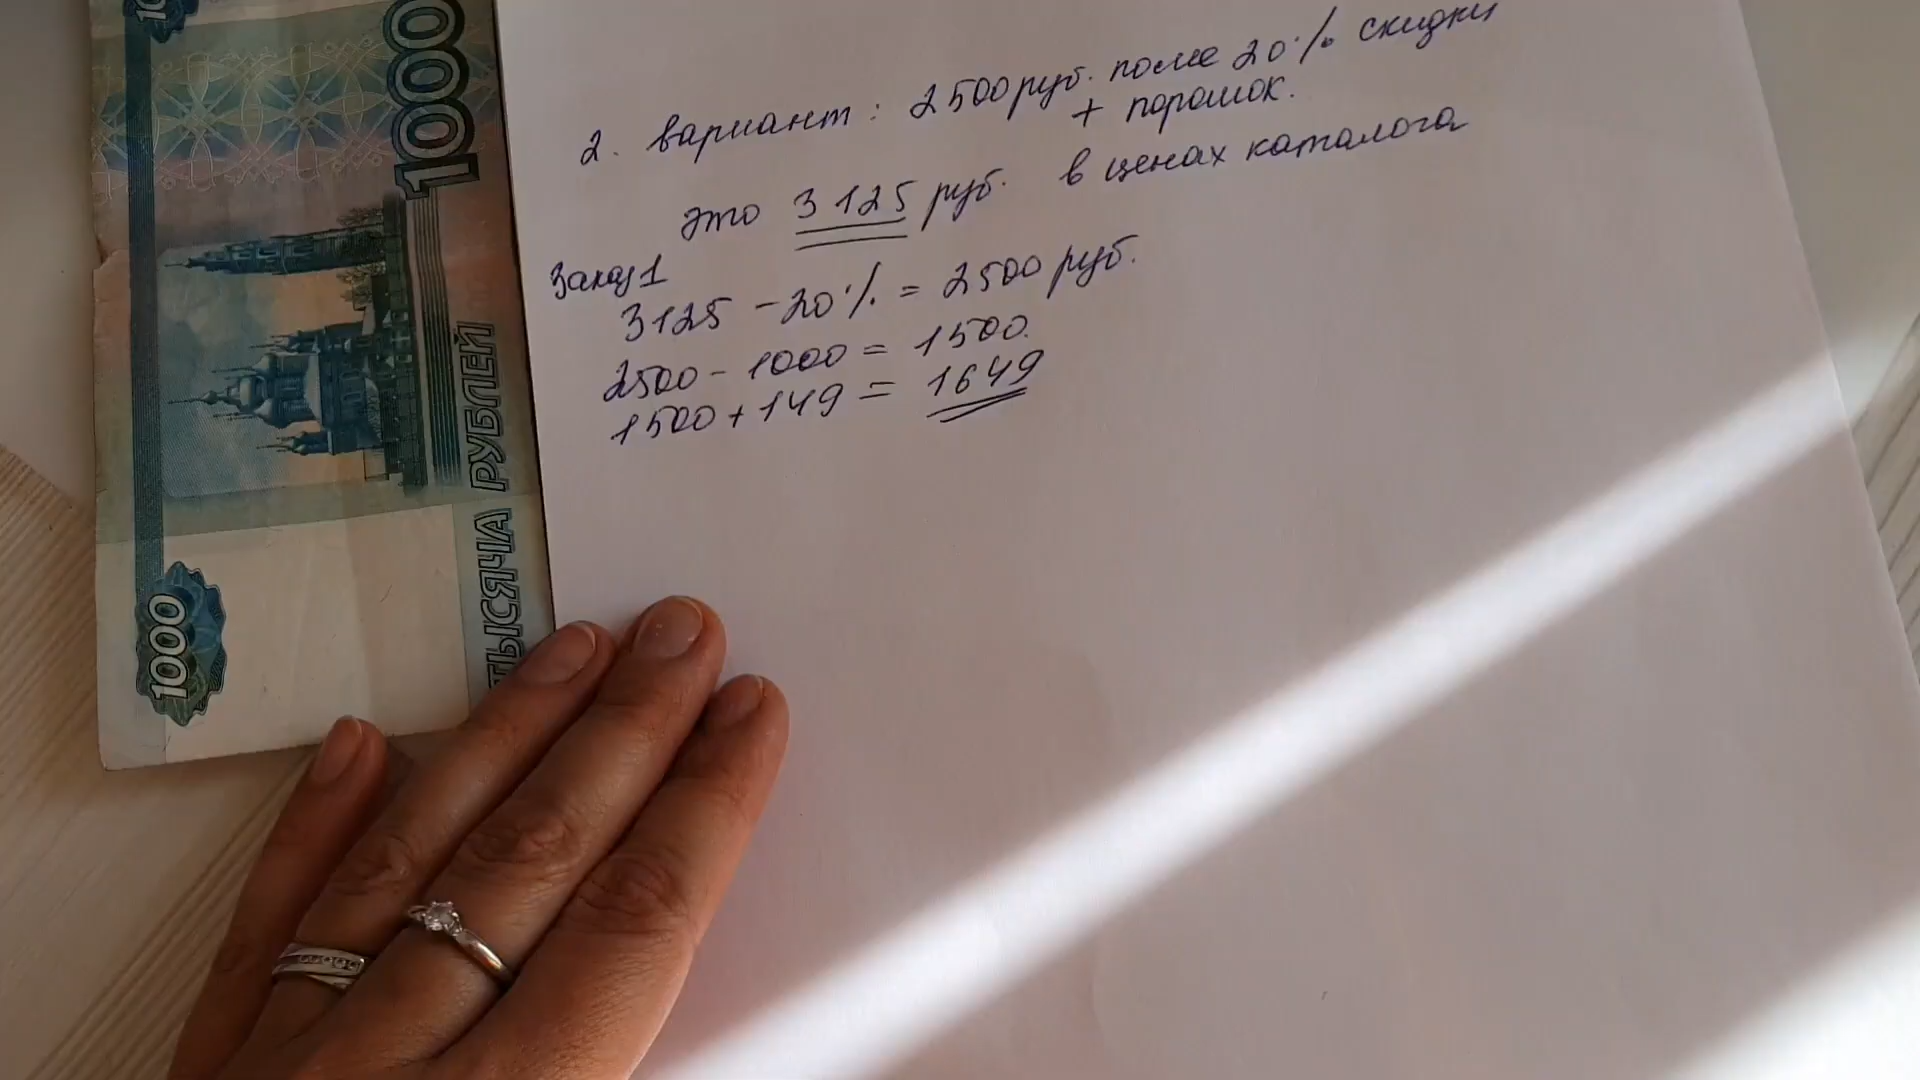 2. вариант: 2500 руб. после 20% скидки
+ порошок.
это 3125 руб. в ценах каталога
Заказ 1
3125 - 20% = 2500 руб.
2500 - 1000 = 1500.
1500 + 149 = 1649
1000
1000
ТЫСЯЧА РУБЛЕЙ